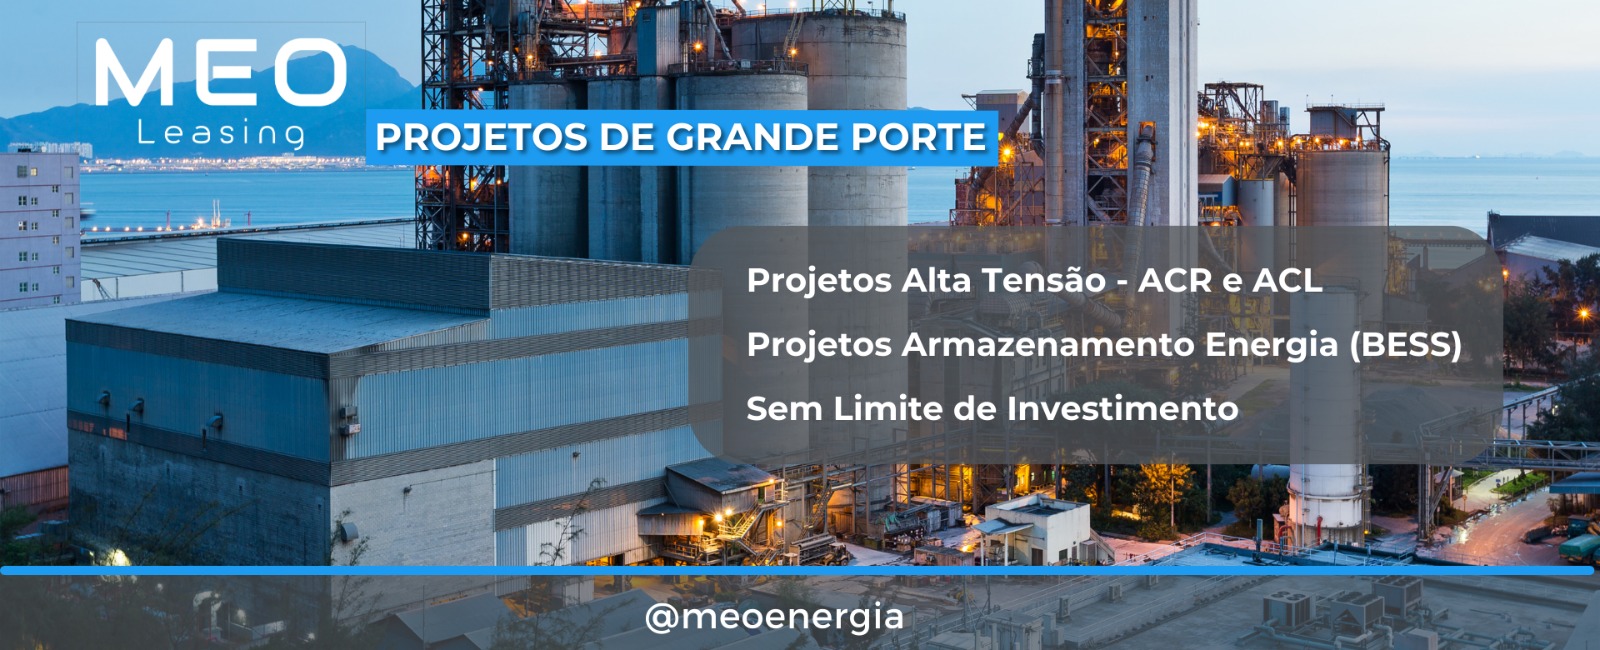 MEO
Leasing
PROJETOS DE GRANDE PORTE
Projetos Alta Tensão - ACR e ACL
Projetos Armazenamento Energia (BESS)
Sem Limite de Investimento
@meoenergia